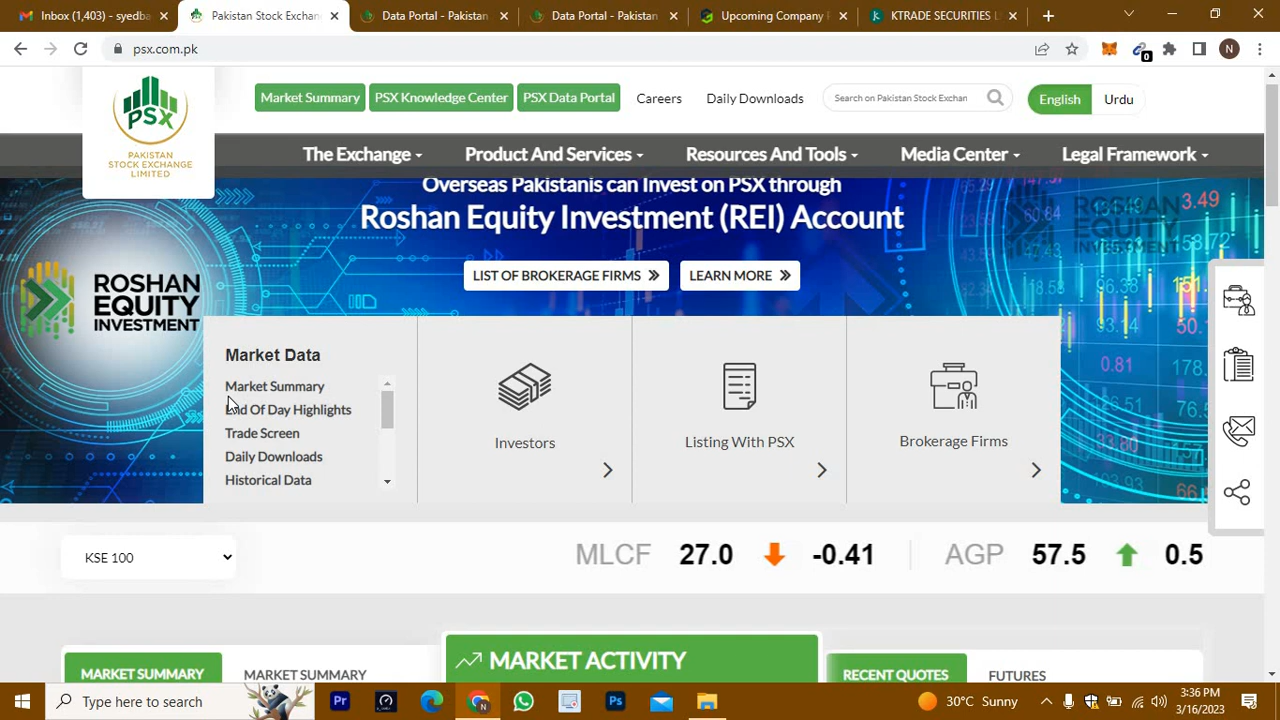 Inbox (1,403) - syedba
Pakistan Stock Exchan
Data Portal - Pakistan
Data Portal - Pakistan
Upcoming Company
KTRADE SECURITIES L
psx.com.pk
0
N
PSX
PAKISTAN
STOCK EXCHANGE
LIMITED
Market Summary
PSX Knowledge Center
PSX Data Portal
Careers
Daily Downloads
Search on Pakistan Stock Exchan
English
Urdu
The Exchange
Product And Services
Resources And Tools
Media Center
Legal Framework
Overseas Pakistanis can Invest on PSX through
Roshan Equity Investment (REI) Account
LIST OF BROKERAGE FIRMS
LEARN MORE
ROSHAN
EQUITY
INVESTMENT
Market Data
Market Summary
End Of Day Highlights
Trade Screen
Daily Downloads
Historical Data
Investors
Listing With PSX
Brokerage Firms
KSE 100
MLCF 27.0 -0.41 AGP 57.5 0.5
MARKET SUMMARY
MARKET SUMMARY
MARKET ACTIVITY
RECENT QUOTES
FUTURES
Type here to search
Pr
Ps
30°C Sunny
3:36 PM
3/16/2023